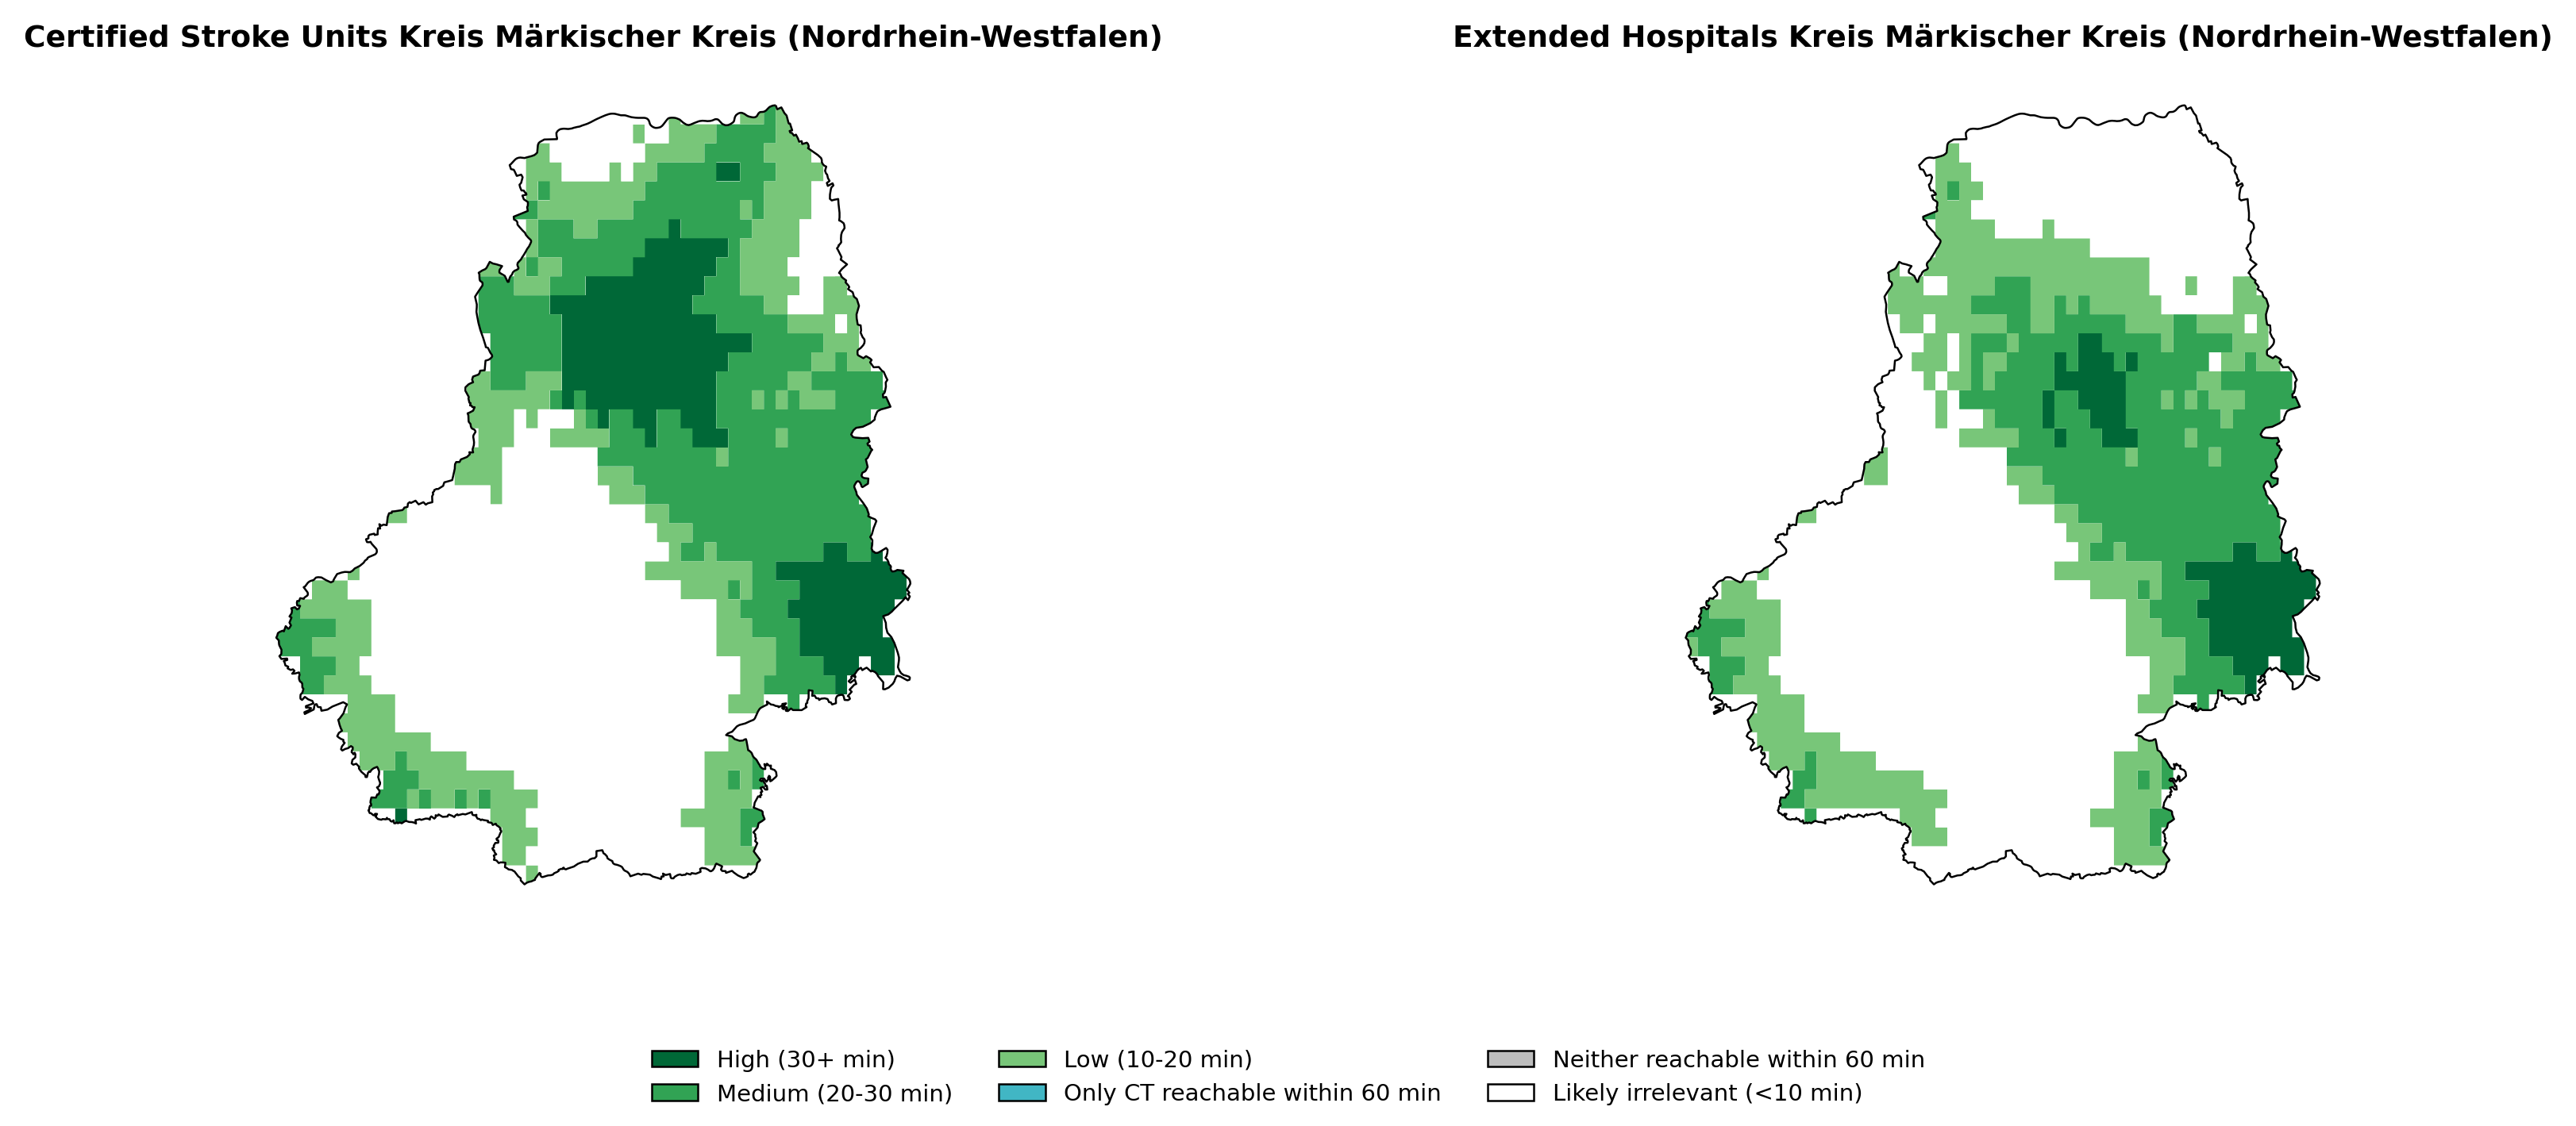 Certified Stroke Units Kreis Märkischer Kreis (Nordrhein-Westfalen)
Extended Hospitals Kreis Märkischer Kreis (Nordrhein-Westfalen)
High (30+ min)
Medium (20-30 min)
Low (10-20 min)
Only CT reachable within 60 min
Neither reachable within 60 min
Likely irrelevant (<10 min)